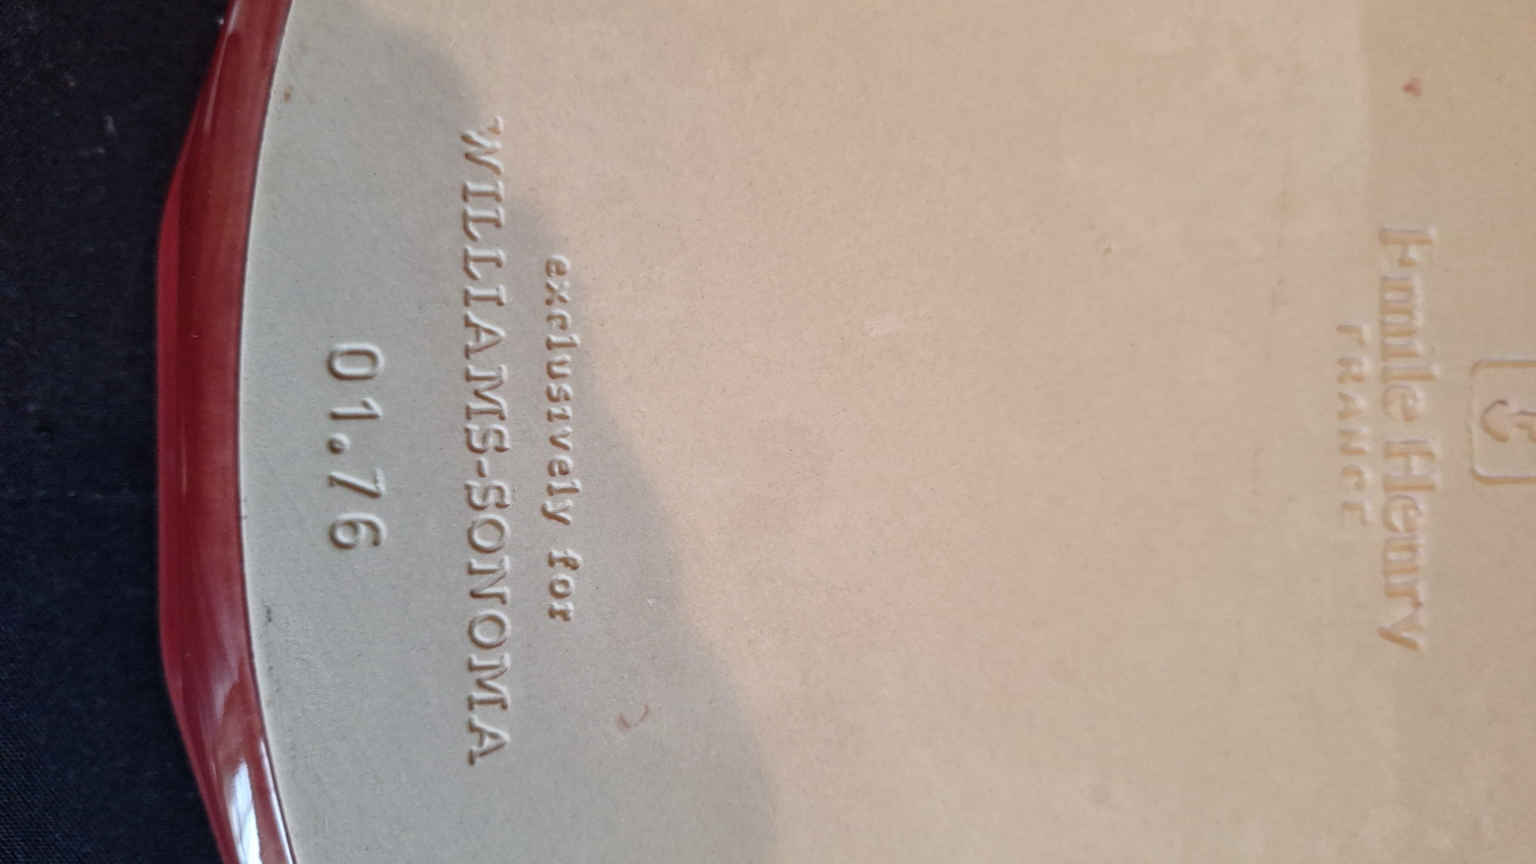 Emile Henry
FRANCE
exclusively for
WILLIAMS-SONOMA
01.76